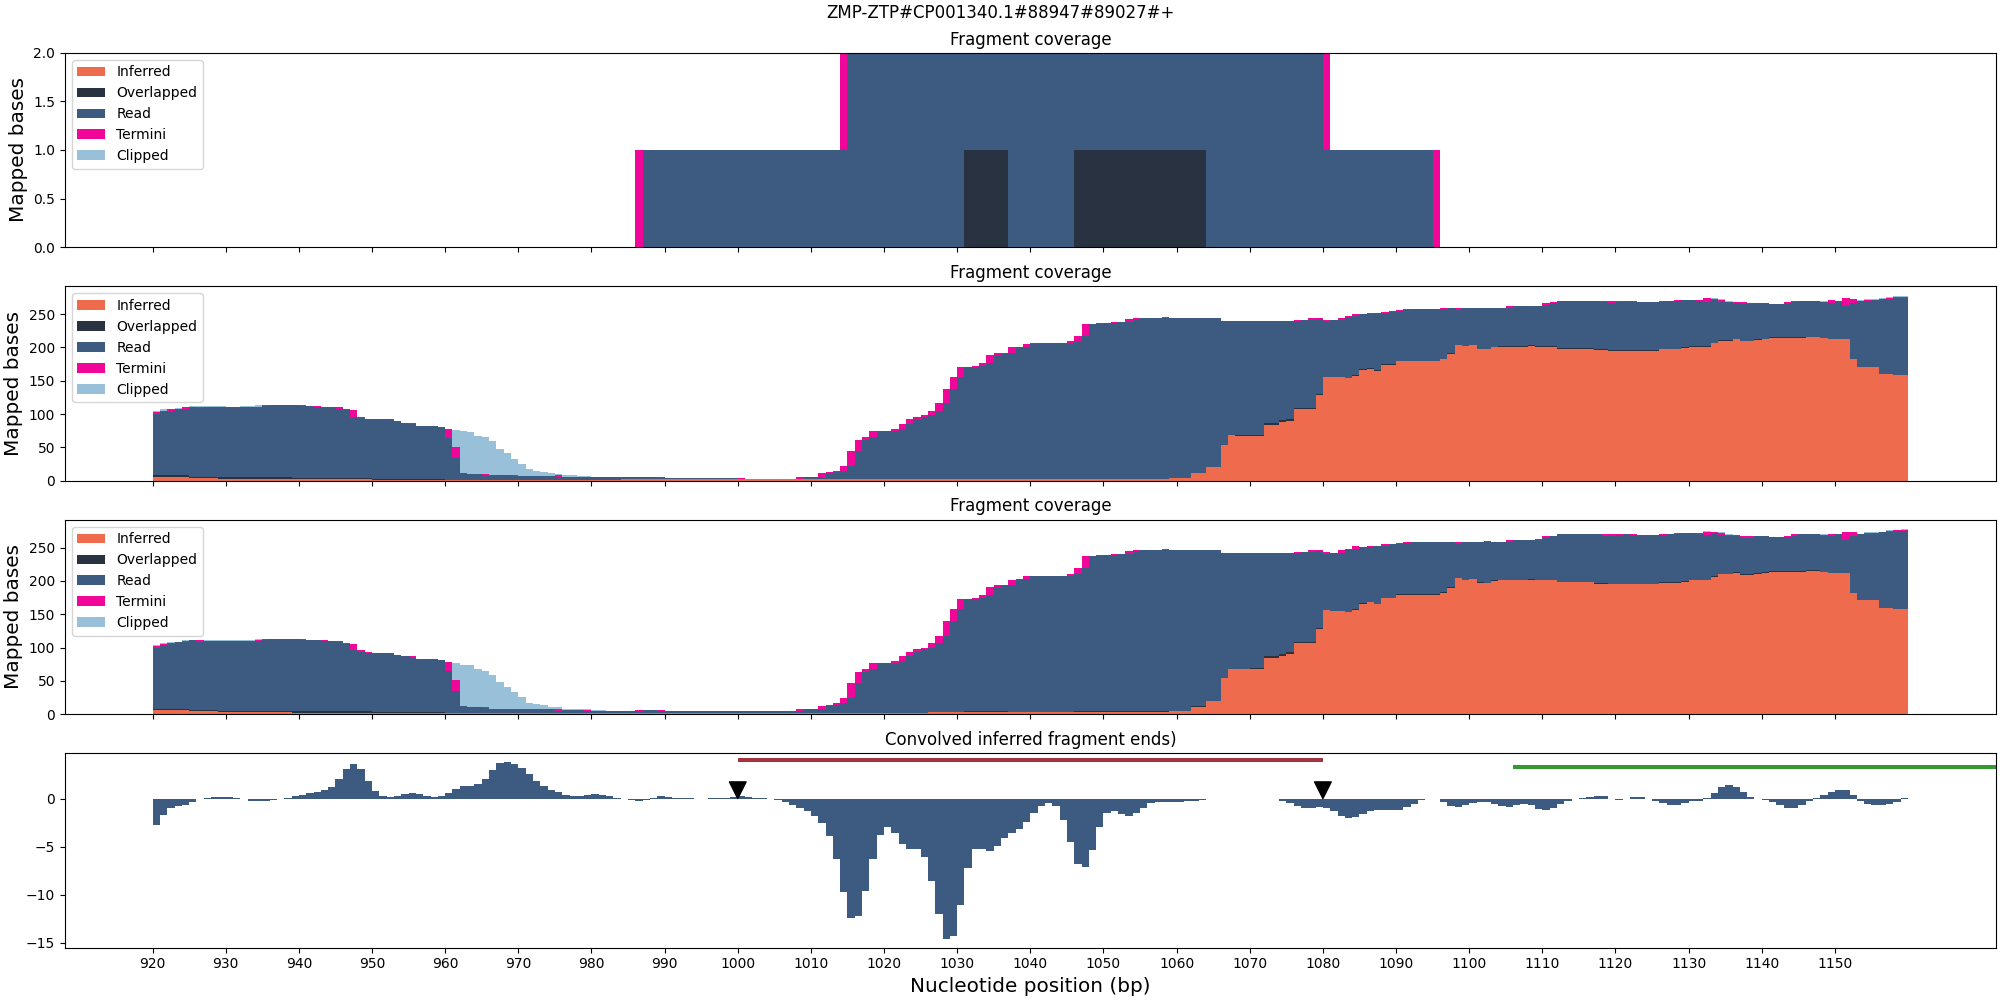 ZMP-ZTP#CP001340.1#88947#89027#+
Fragment coverage
Mapped bases
2.0
1.5
1.0
0.5
0.0
Inferred
Overlapped
Read
Termini
Clipped
Fragment coverage
Mapped bases
250
200
150
100
50
0
Inferred
Overlapped
Read
Termini
Clipped
Fragment coverage
Mapped bases
250
200
150
100
50
0
Inferred
Overlapped
Read
Termini
Clipped
Convolved inferred fragment ends)
0
−5
−10
−15
920 930 940 950 960 970 980 990 1000 1010 1020 1030 1040 1050 1060 1070 1080 1090 1100 1110 1120 1130 1140 1150
Nucleotide position (bp)